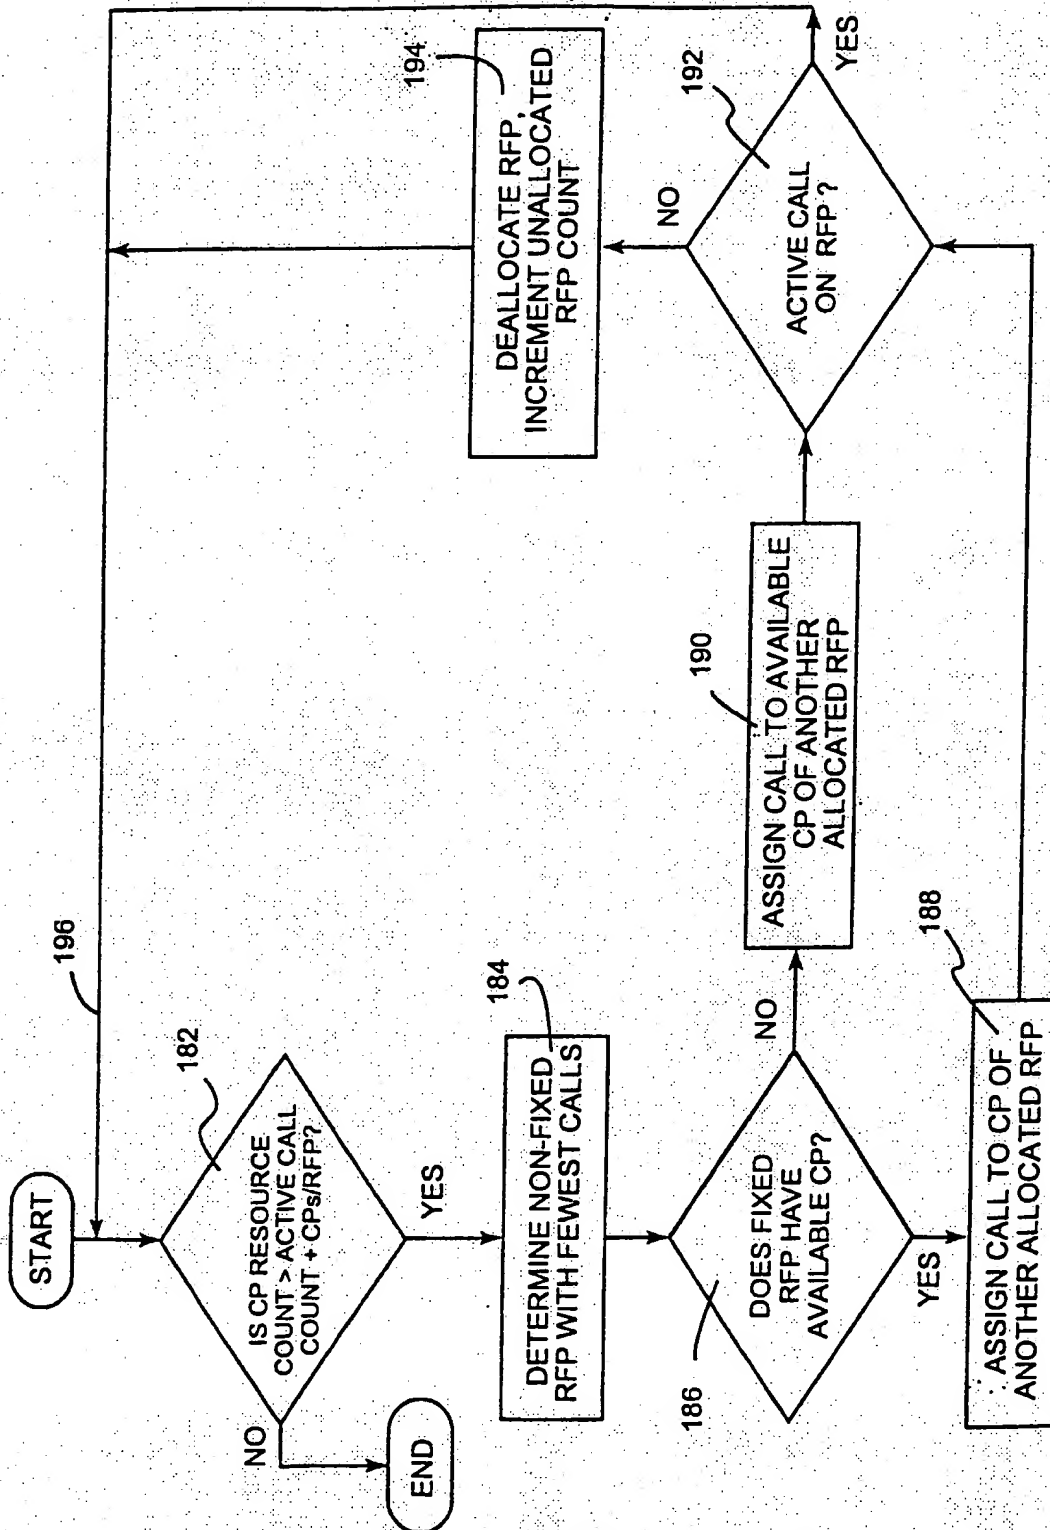 START
196
182
IS CP RESOURCE
COUNT > ACTIVE CALL
COUNT + CPs/RFP?
NO
END
YES
184
DETERMINE NON-FIXED
RFP WITH FEWEST CALLS
186
DOES FIXED
RFP HAVE
AVAILABLE CP?
YES
NO
188
ASSIGN CALL TO CP OF
ANOTHER ALLOCATED RFP
190
ASSIGN CALL TO AVAILABLE
CP OF ANOTHER
ALLOCATED RFP
192
ACTIVE CALL
ON RFP?
NO
YES
194
DEALLOCATE RFP,
INCREMENT UNALLOCATED
RFP COUNT